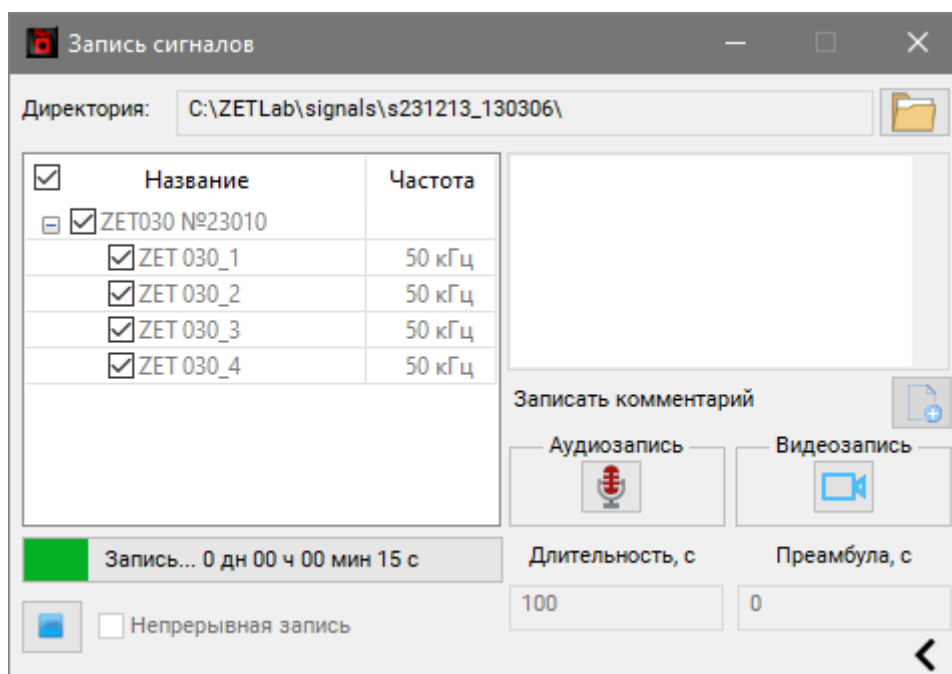 Запись сигналов
Директория: C:\ZETLab\signals\s231213_130306\
Название Частота
ZET030 №23010
ZET 030_1 50 кГц
ZET 030_2 50 кГц
ZET 030_3 50 кГц
ZET 030_4 50 кГц
Записать комментарий
Аудиозапись Видеозапись
Запись... 0 дн 00 ч 00 мин 15 с
Длительность, с Преамбула, с
100 0
Непрерывная запись